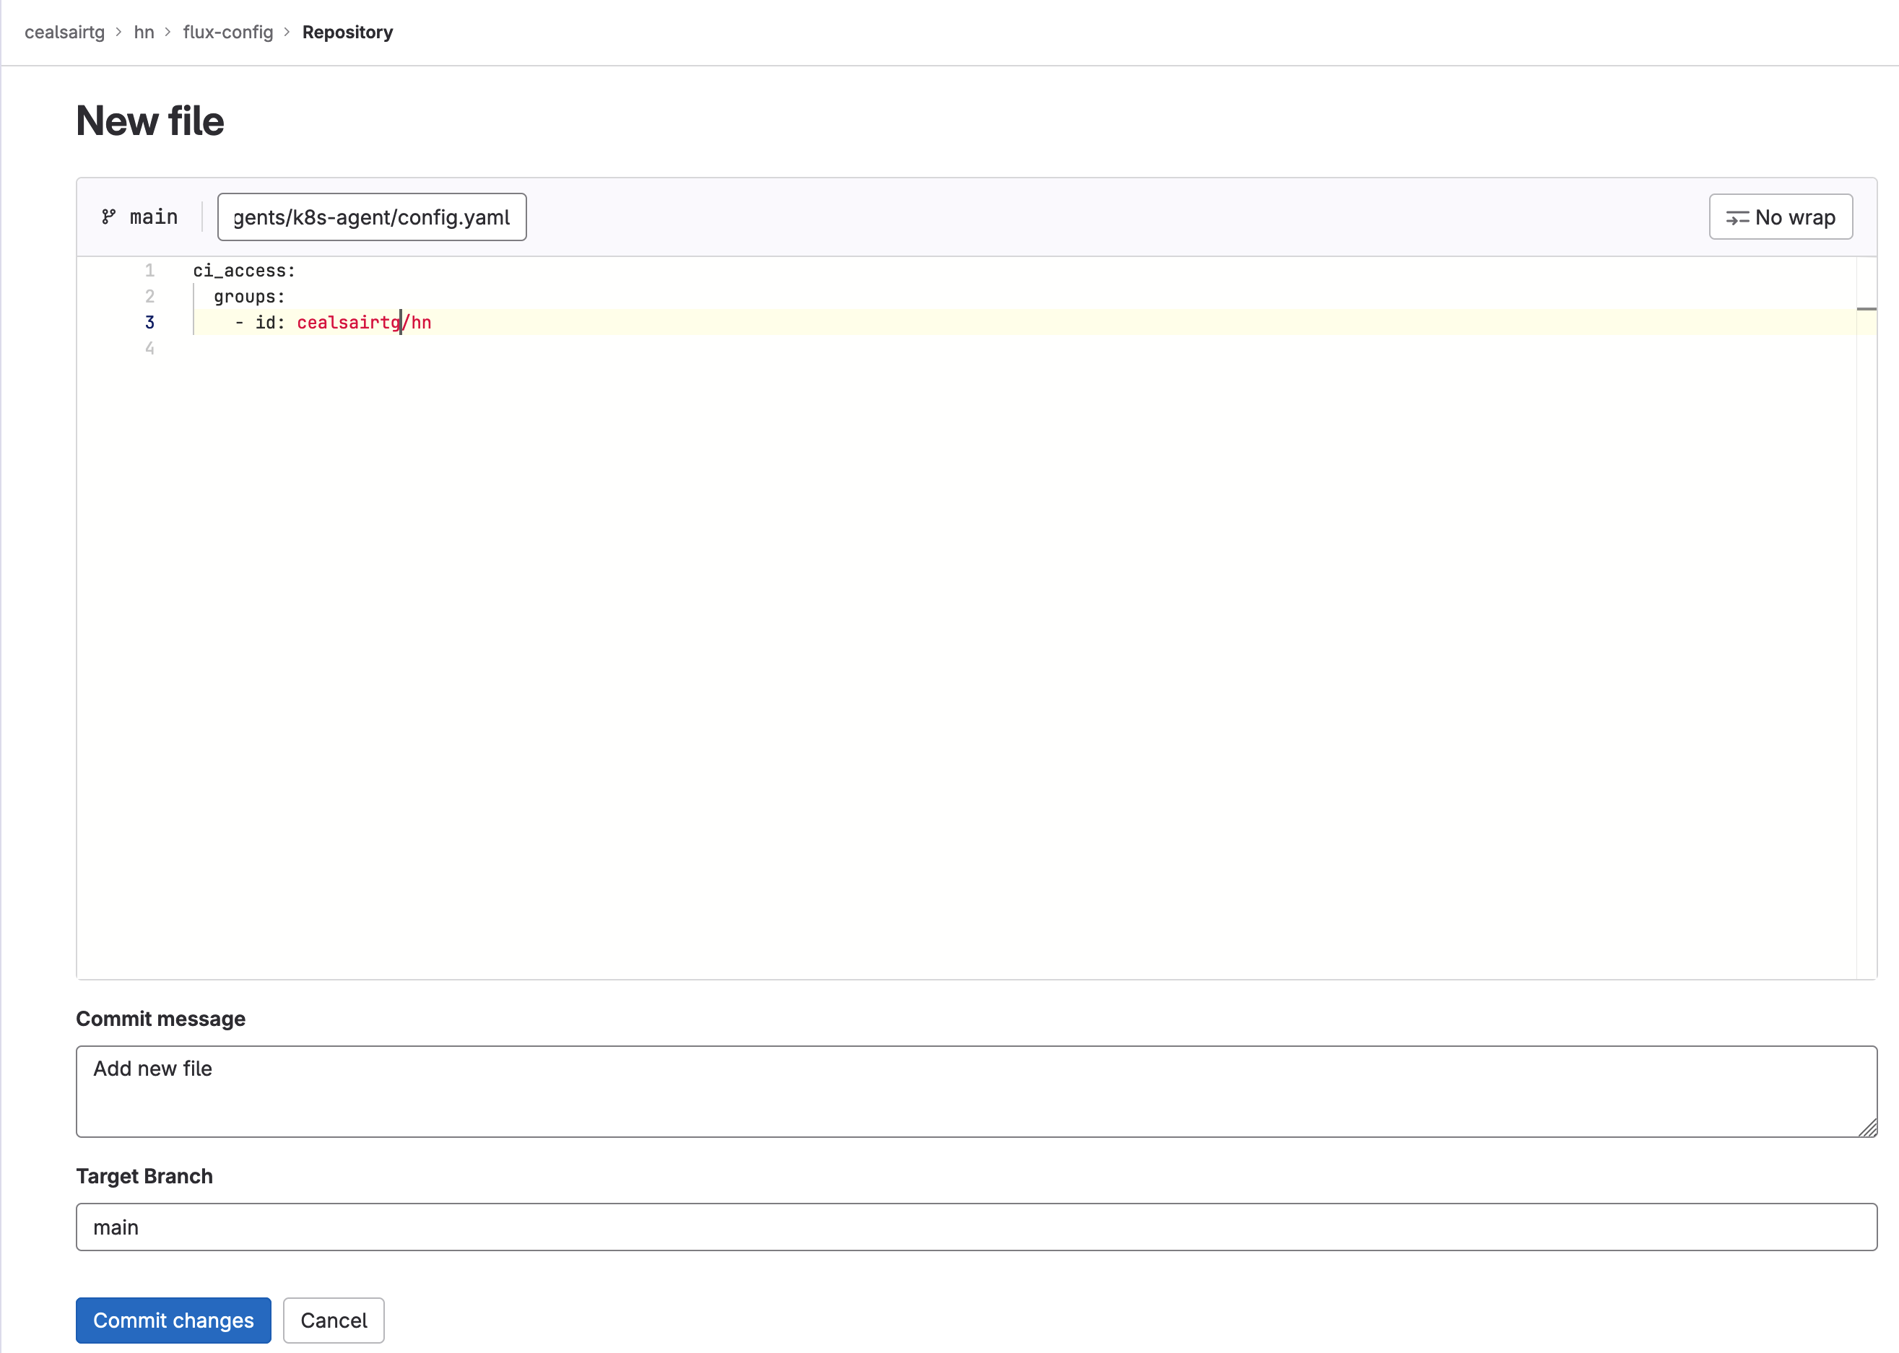 cealsairtg > hn > flux-config > Repository
New file
main gents/k8s-agent/config.yaml No wrap
1 ci_access:
2   groups:
3     - id: cealsairtg/hn
4
Commit message
Add new file
Target Branch
main
Commit changes Cancel